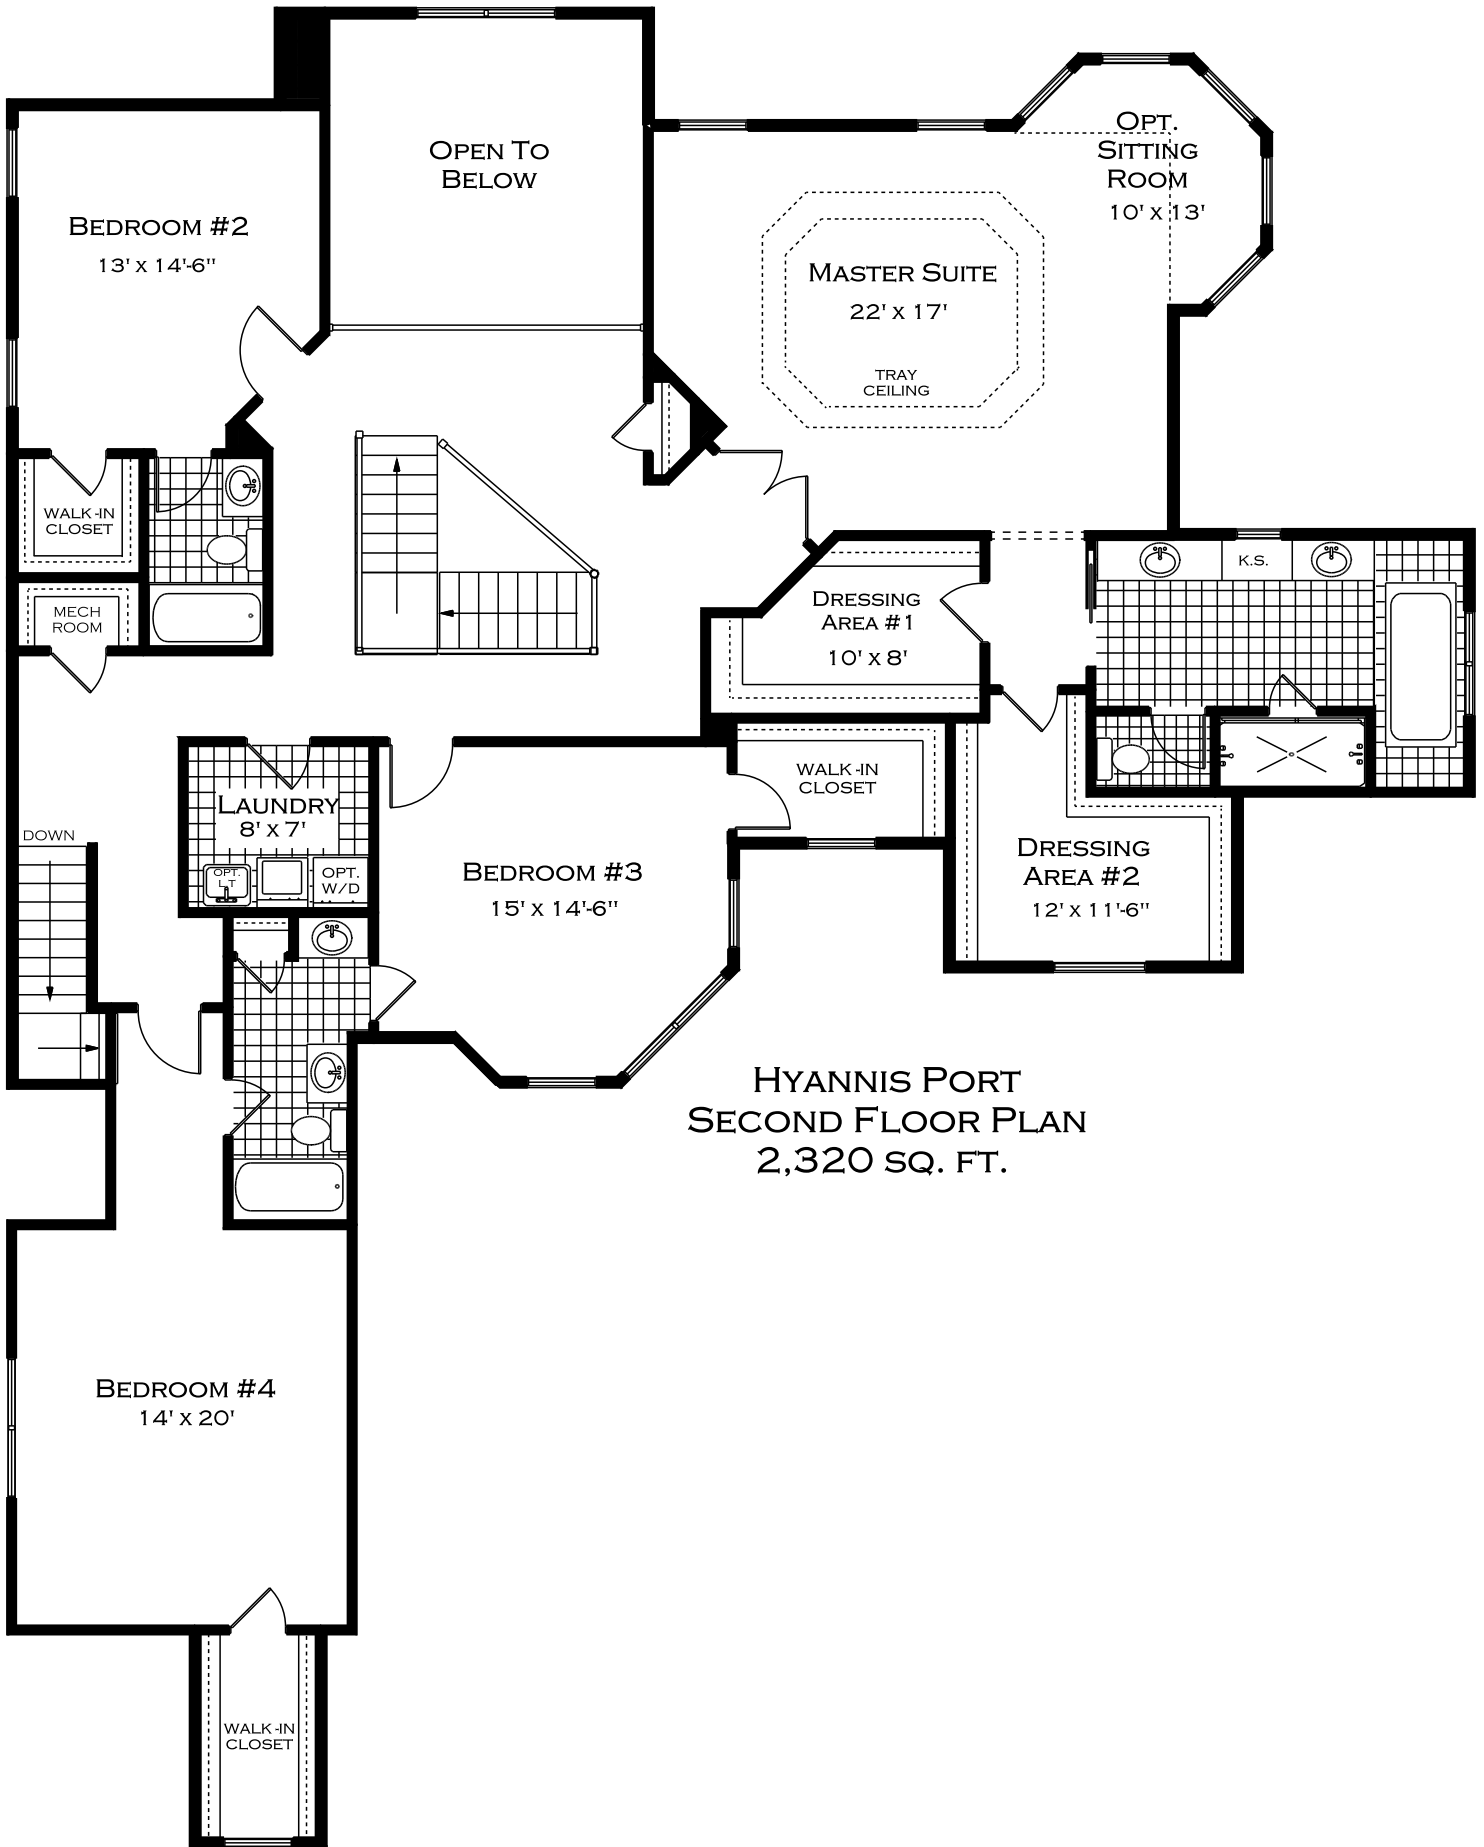 OPEN TO
BELOW
OPT.
SITTING
ROOM
10' X 13'
BEDROOM #2
13' X 14'-6"
MASTER SUITE
22' X 17'
TRAY
CEILING
WALK-IN
CLOSET
MECH
ROOM
K.S.
DRESSING
AREA #1
10' X 8'
LAUNDRY
8' X 7'
OPT.
L.T
OPT.
W/D
DOWN
WALK-IN
CLOSET
BEDROOM #3
15' X 14'-6"
DRESSING
AREA #2
12' X 11'-6"
HYANNIS PORT
SECOND FLOOR PLAN
2,320 SQ. FT.
BEDROOM #4
14' X 20'
WALK-IN
CLOSET